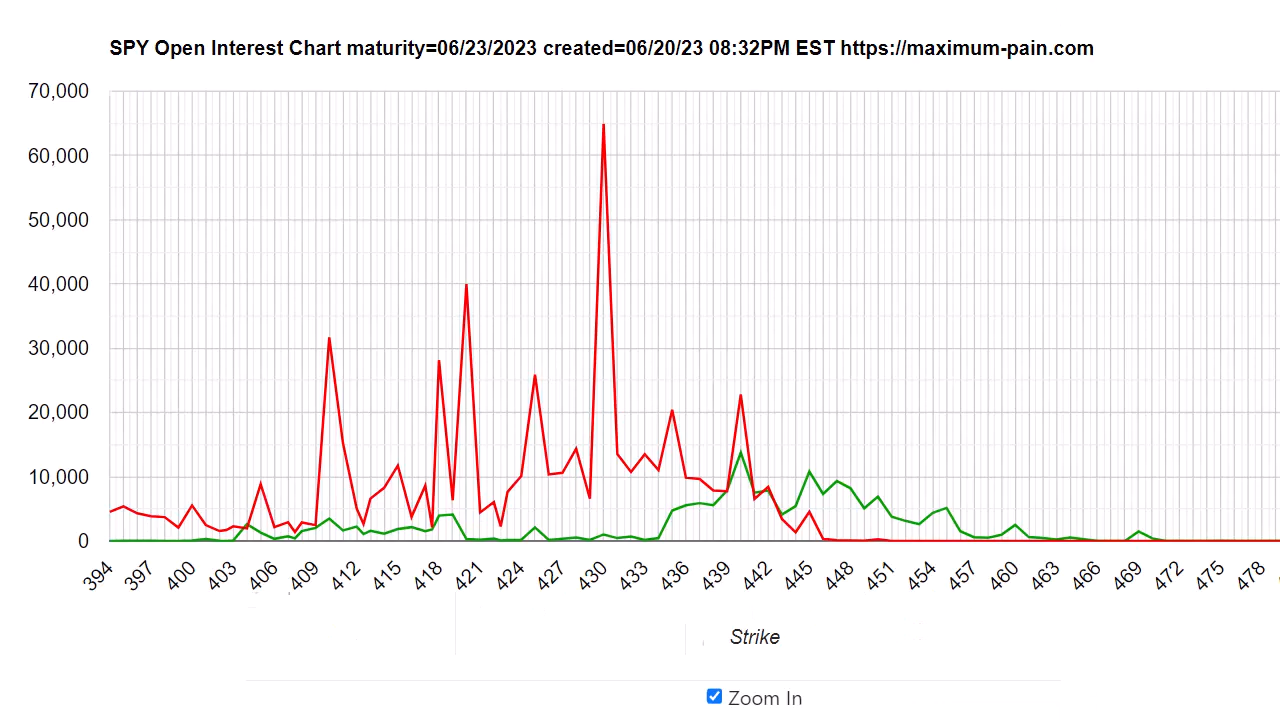 SPY Open Interest Chart maturity=06/23/2023 created=06/20/23 08:32PM EST https://maximum-pain.com
70,000
60,000
50,000
40,000
30,000
20,000
10,000
0
394 397 400 403 406 409 412 415 418 421 424 427 430 433 436 439 442 445 448 451 454 457 460 463 466 469 472 475 478
Strike
Zoom In